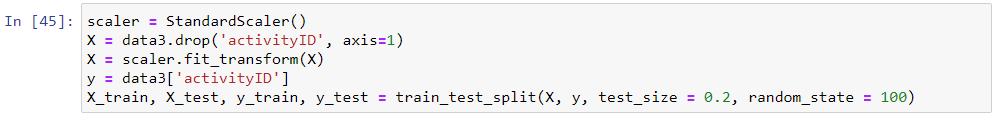 In [45]: scaler = StandardScaler()
X = data3.drop('activityID', axis=1)
X = scaler.fit_transform(X)
y = data3['activityID']
X_train, X_test, y_train, y_test = train_test_split(X, y, test_size = 0.2, random_state = 100)